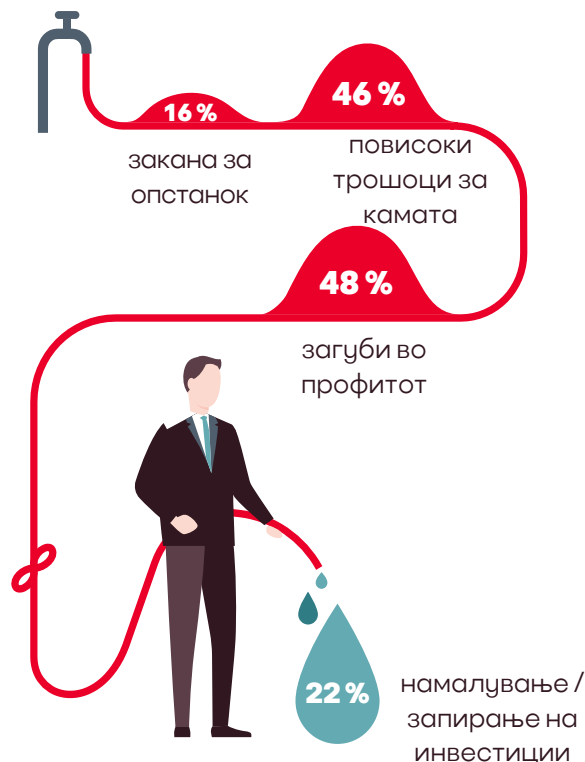 16 %
закана за
опстанок
46 %
повисоки
трошоци за
камата
48 %
загуби во
профитот
22 %
намалување /
запирање на
инвестиции